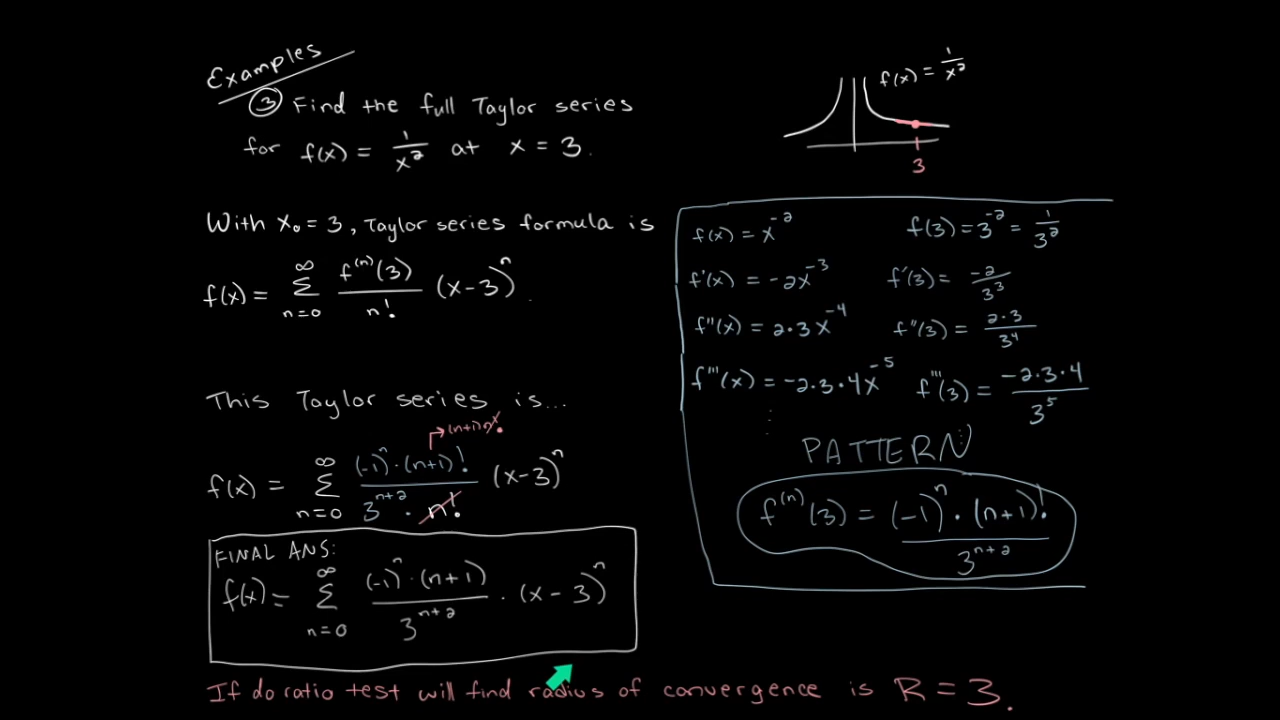 Examples
③ Find the full Taylor series
for f(x) = 1/x² at x = 3.
f(x) = 1/x²
3
With x₀ = 3, Taylor series formula is
f(x) = ∑_{n=0}^{∞} f⁽ⁿ⁾(3)/n! (x-3)ⁿ.
f(x) = x⁻² f(3) = 3⁻² = 1/3²
f'(x) = -2x⁻³ f'(3) = -2/3³
f''(x) = 2·3x⁻⁴ f''(3) = 2·3/3⁴
f'''(x) = -2·3·4x⁻⁵ f'''(3) = -2·3·4/3⁵
⋮ ⋮
PATTERN
f⁽ⁿ⁾(3) = (-1)ⁿ·(n+1)!/3ⁿ⁺²
This Taylor series is...
→(n+1)n!
f(x) = ∑_{n=0}^{∞} (-1)ⁿ·(n+1)!/(3ⁿ⁺²·n!) (x-3)ⁿ
FINAL ANS:
f(x) = ∑_{n=0}^{∞} (-1)ⁿ·(n+1)/3ⁿ⁺² · (x-3)ⁿ
If do ratio test will find radius of convergence is R = 3.